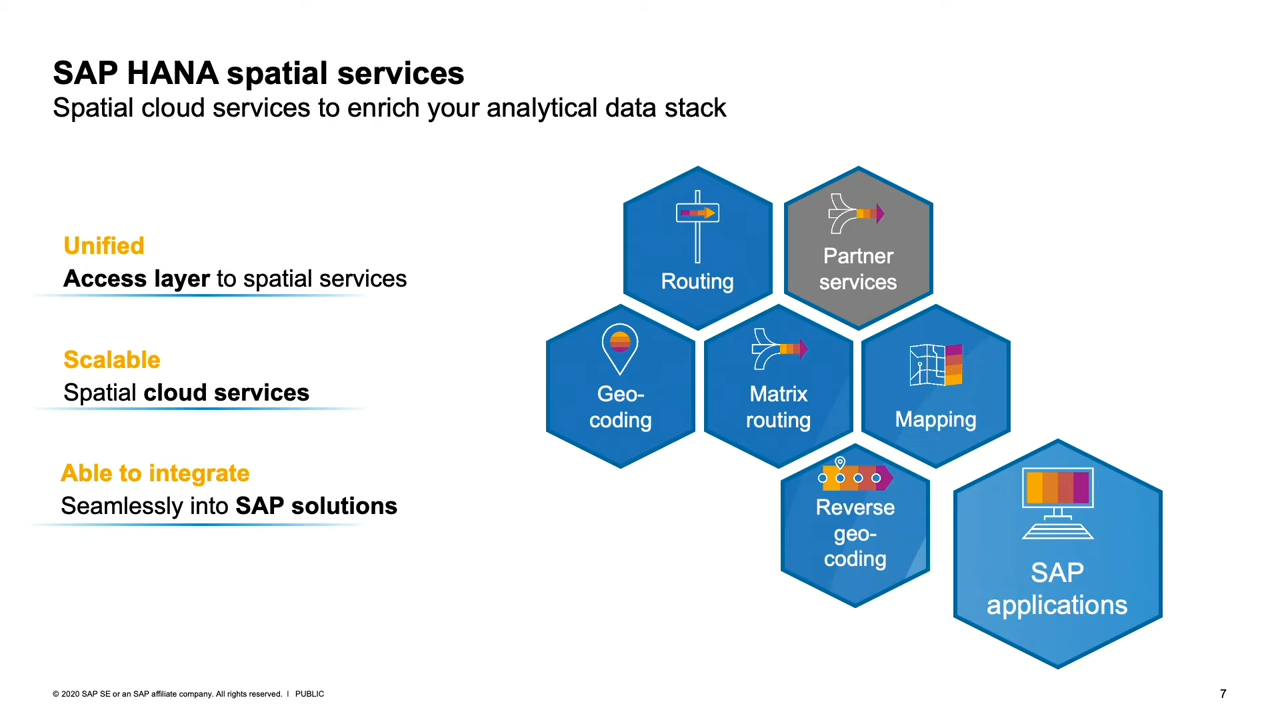 SAP HANA spatial services
Spatial cloud services to enrich your analytical data stack
Unified
Access layer to spatial services
Scalable
Spatial cloud services
Able to integrate
Seamlessly into SAP solutions
Routing
Partner
services
Geo-
coding
Matrix
routing
Mapping
Reverse
geo-
coding
SAP
applications
© 2020 SAP SE or an SAP affiliate company. All rights reserved. | PUBLIC
7